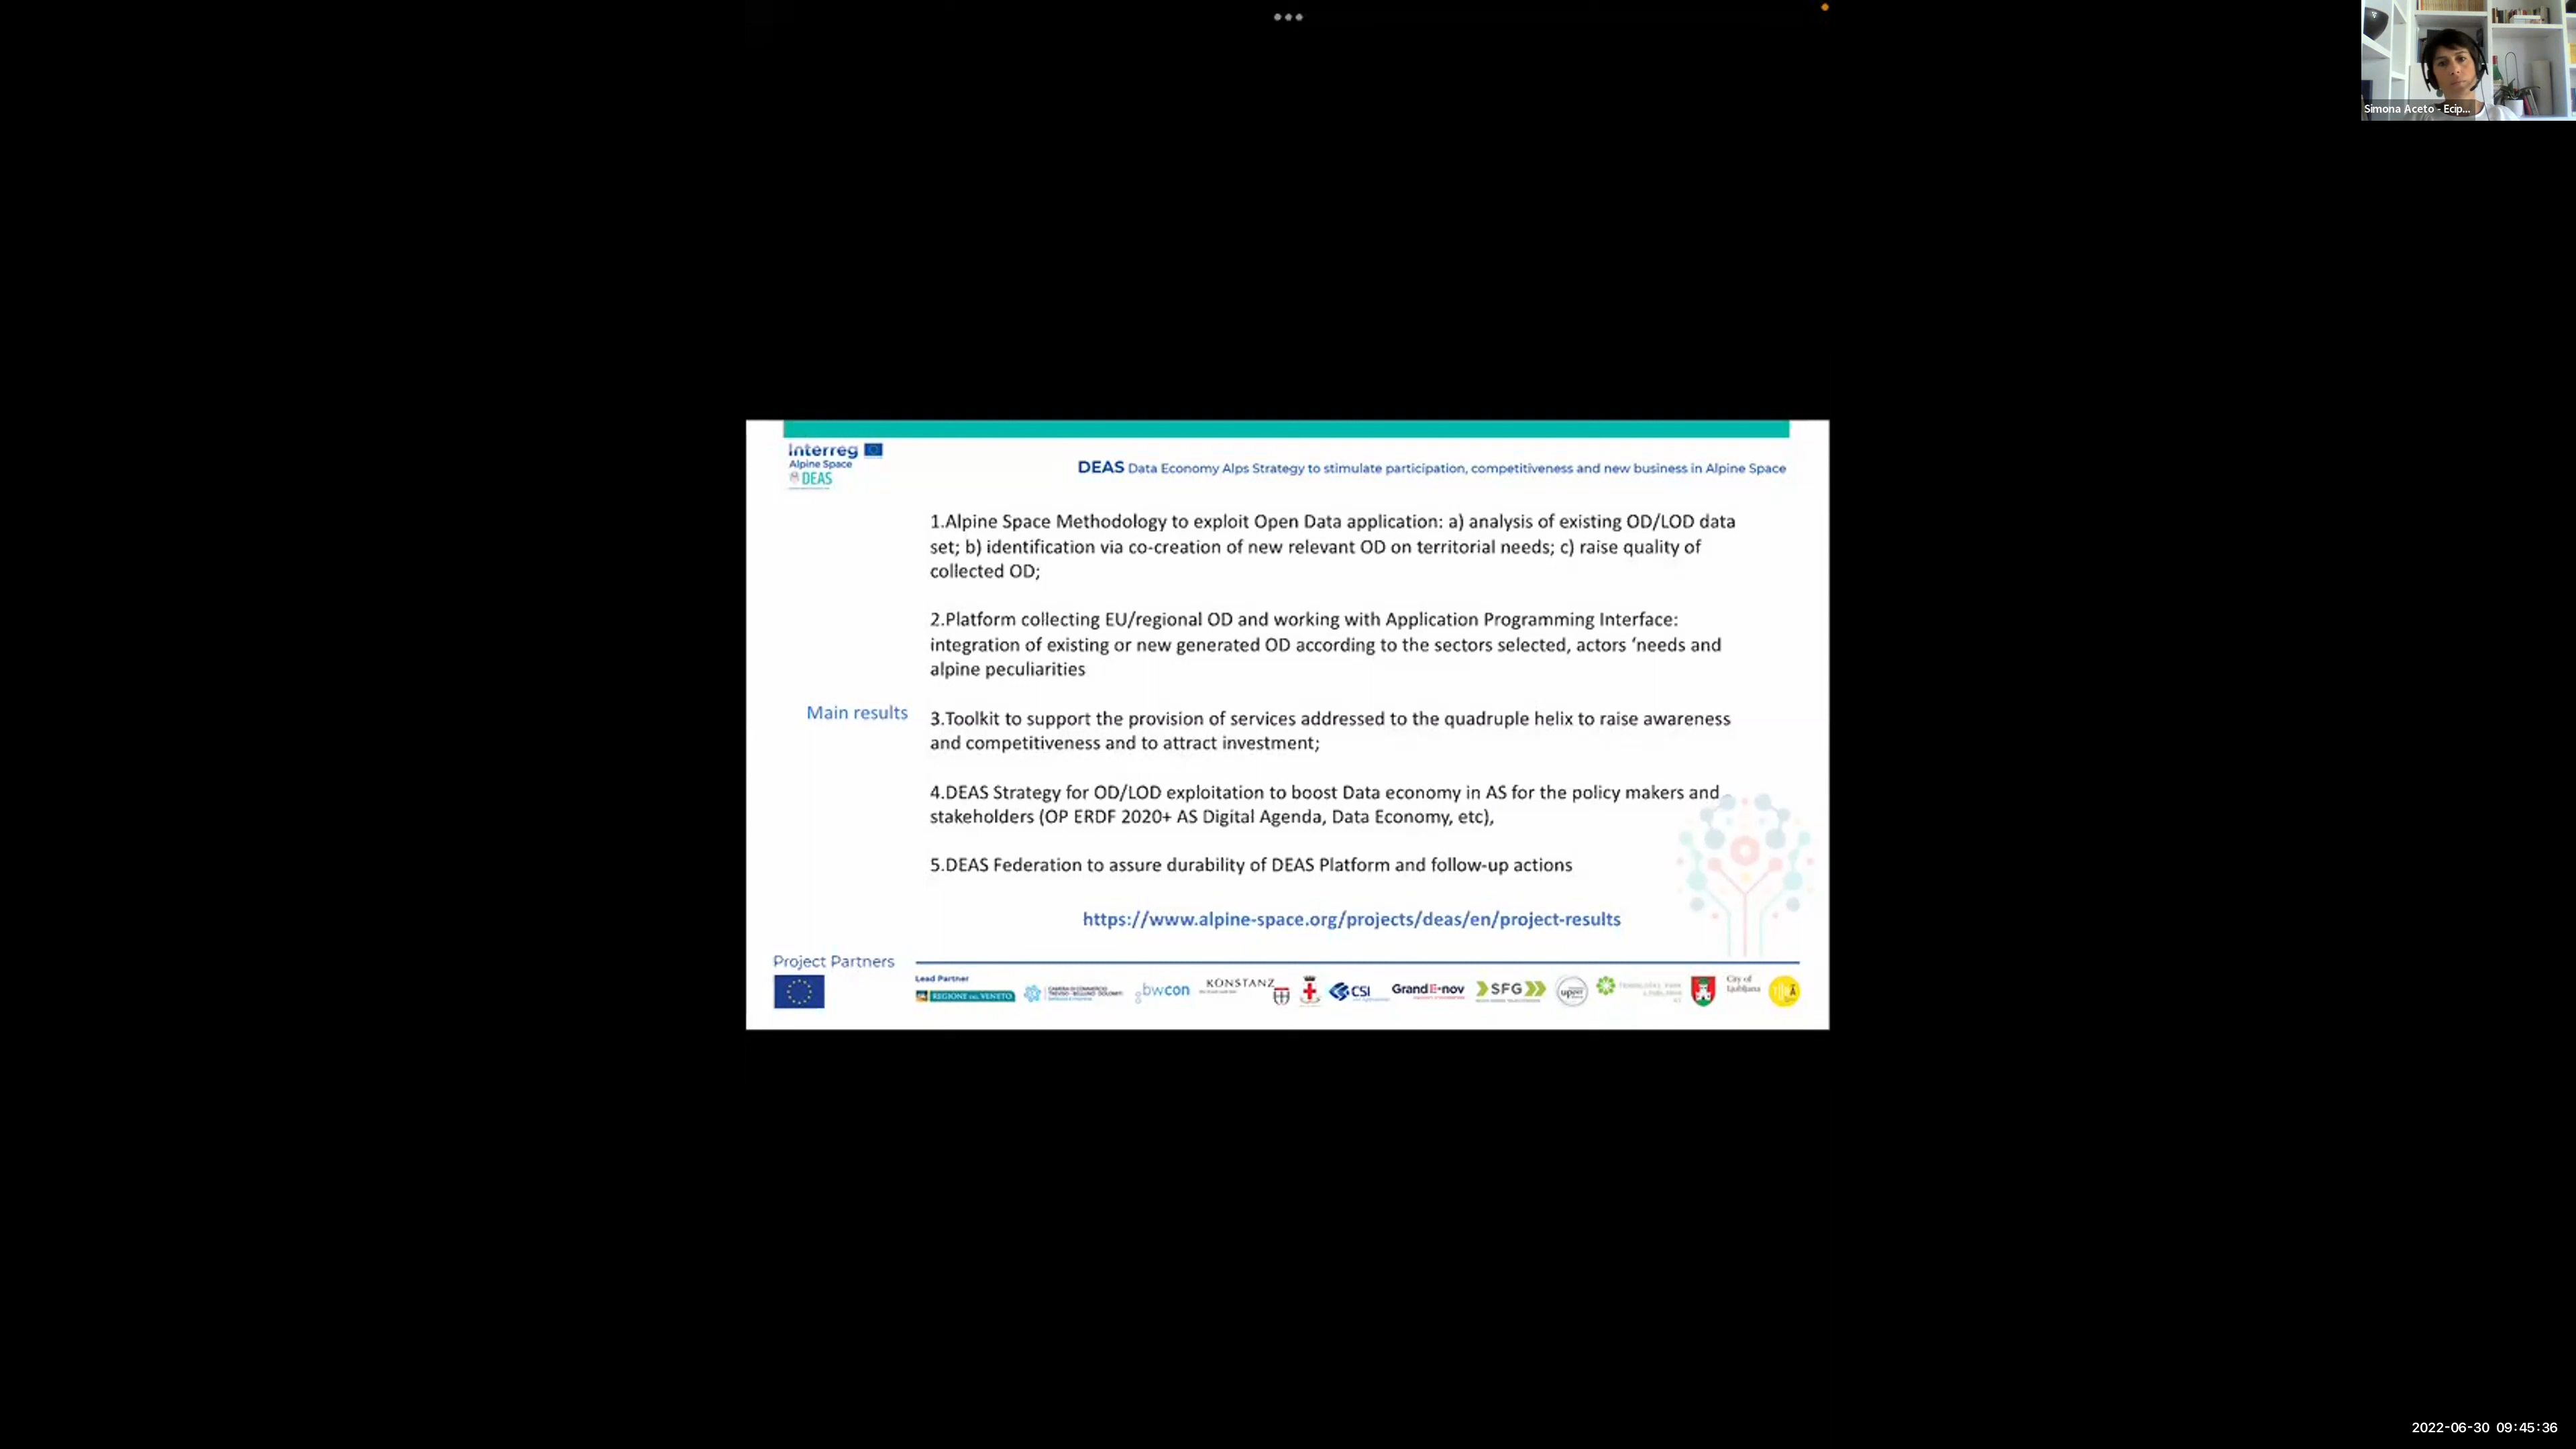 Simona Aceto - Ecip...
Interreg
Alpine Space
DEAS
DEAS Data Economy Alps Strategy to stimulate participation, competitiveness and new business in Alpine Space
1.Alpine Space Methodology to exploit Open Data application: a) analysis of existing OD/LOD data
set; b) identification via co-creation of new relevant OD on territorial needs; c) raise quality of
collected OD;
2.Platform collecting EU/regional OD and working with Application Programming Interface:
integration of existing or new generated OD according to the sectors selected, actors ‘needs and
alpine peculiarities
Main results
3.Toolkit to support the provision of services addressed to the quadruple helix to raise awareness
and competitiveness and to attract investment;
4.DEAS Strategy for OD/LOD exploitation to boost Data economy in AS for the policy makers and
stakeholders (OP ERDF 2020+ AS Digital Agenda, Data Economy, etc),
5.DEAS Federation to assure durability of DEAS Platform and follow-up actions
https://www.alpine-space.org/projects/deas/en/project-results
Project Partners
Lead Partner
REGIONE DEL VENETO
bwcon
KONSTANZ
CSI
GrandE-nov
SFG
City of
Ljubljana
2022-06-30 09:45:36